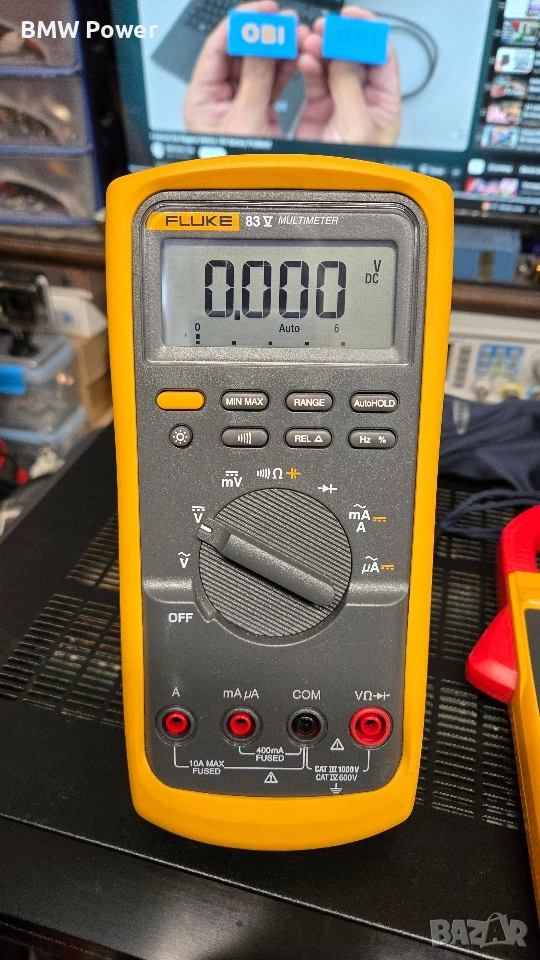 BMW Power
OBI
FLUKE 83 V MULTIMETER
0.000 V DC
0 Auto 6
MIN MAX RANGE AutoHOLD
REL Δ Hz %
mV Ω
V mA A
V µA
OFF
A mA µA COM VΩ
400mA FUSED
10A MAX FUSED
CAT III 1000V
CAT IV 600V
BAZAR